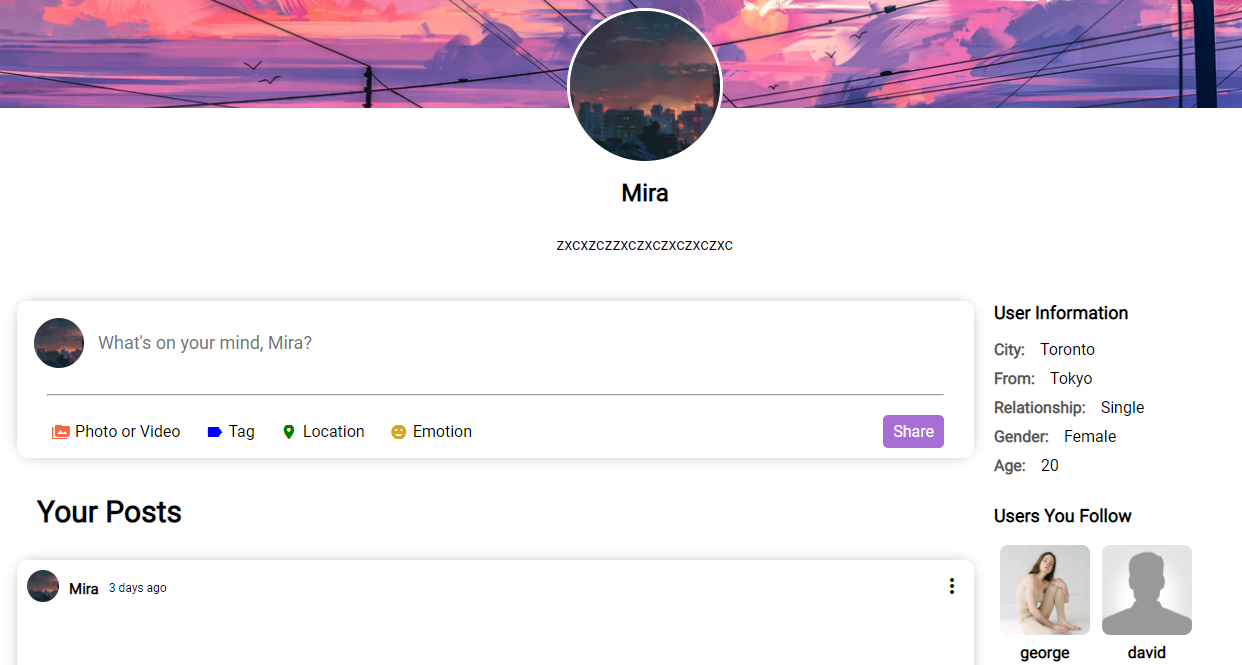 Mira
zxcxzczzxczxczxczxczxc
What's on your mind, Mira?
Photo or Video Tag Location Emotion Share
Your Posts
Mira 3 days ago
User Information
City: Toronto
From: Tokyo
Relationship: Single
Gender: Female
Age: 20
Users You Follow
george david